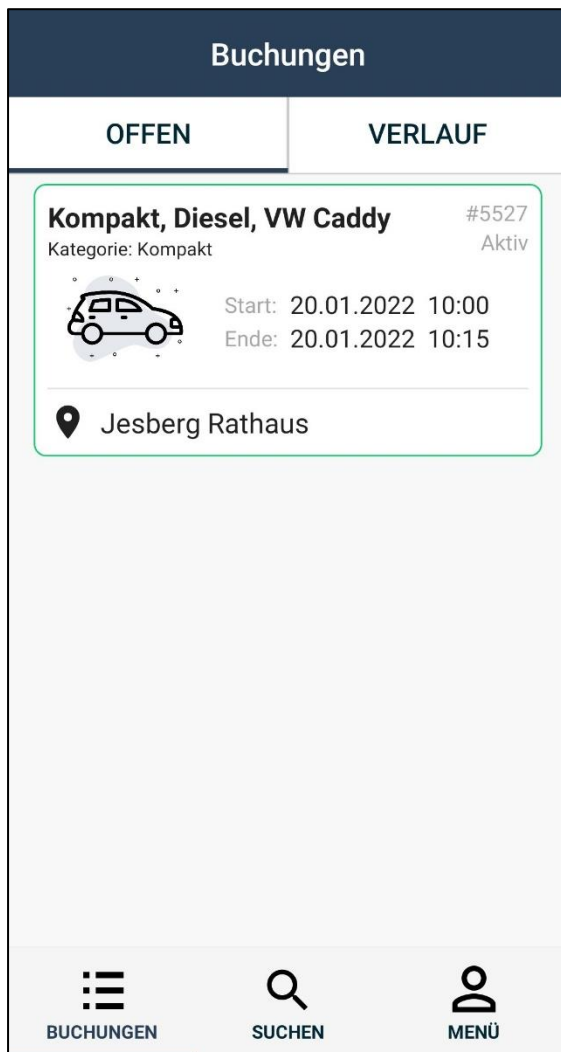 Buchungen
OFFEN VERLAUF
Kompakt, Diesel, VW Caddy #5527
Kategorie: Kompakt Aktiv
Start: 20.01.2022 10:00
Ende: 20.01.2022 10:15
Jesberg Rathaus
BUCHUNGEN SUCHEN MENÜ